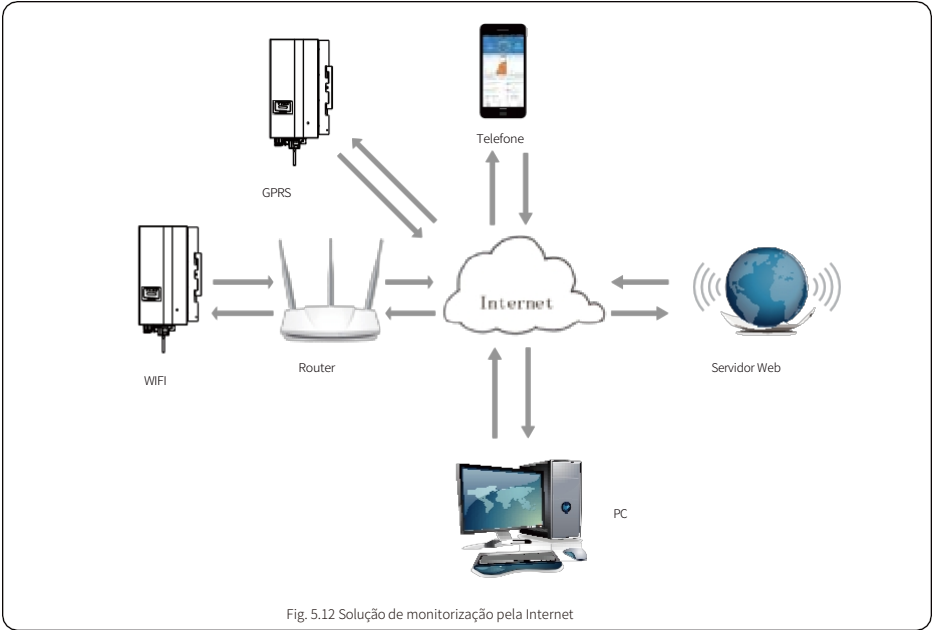 Telefone
GPRS
Internet
Router
Servidor Web
WIFI
PC
Fig. 5.12 Solução de monitorização pela Internet